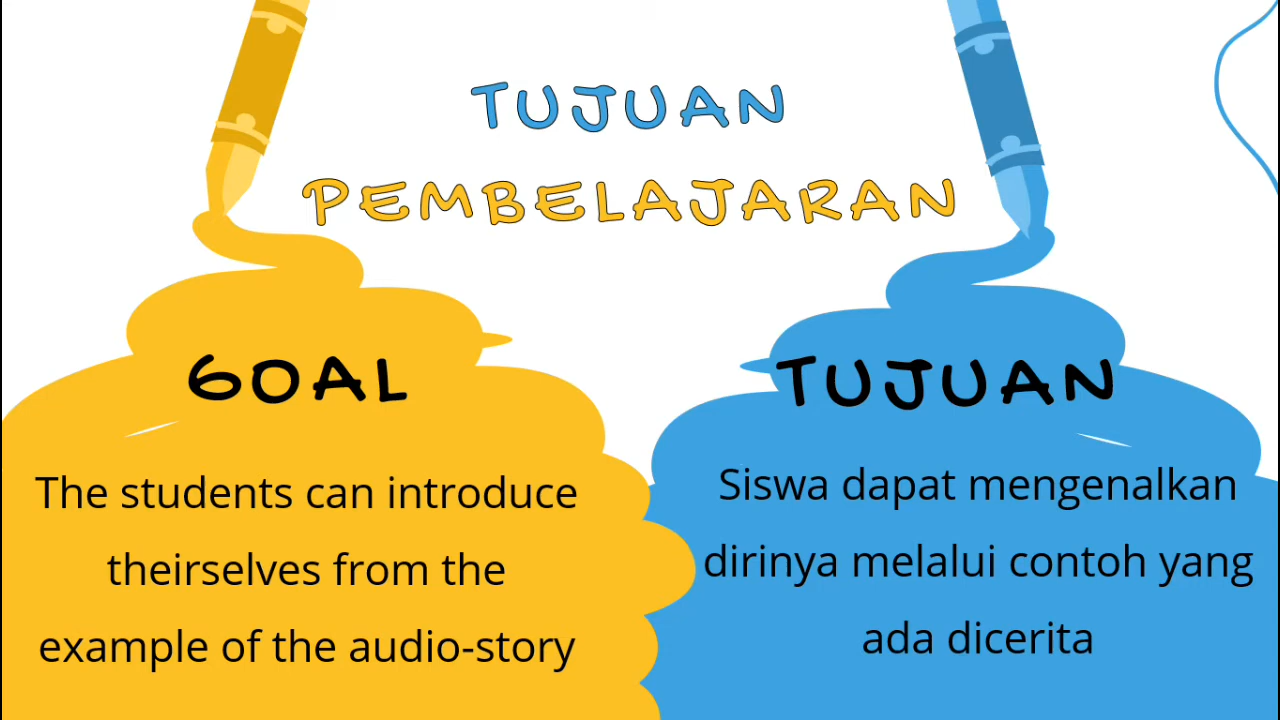 TUJUAN
PEMBELAJARAN
GOAL
The students can introduce
theirselves from the
example of the audio-story
TUJUAN
Siswa dapat mengenalkan
dirinya melalui contoh yang
ada dicerita